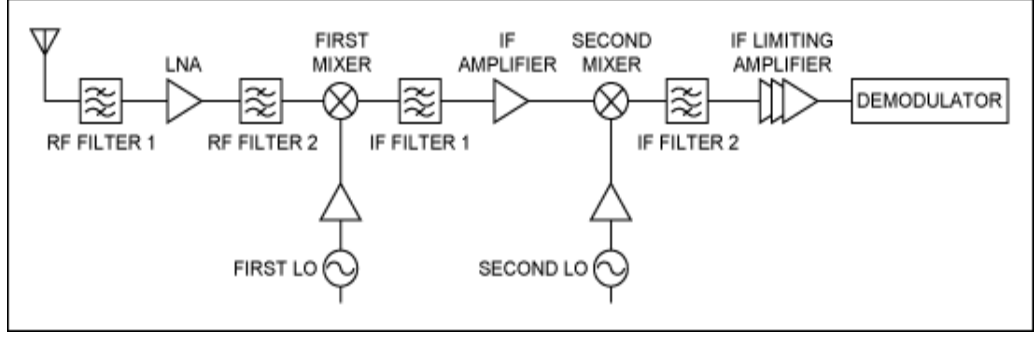 LNA
FIRST
MIXER
IF
AMPLIFIER
SECOND
MIXER
IF LIMITING
AMPLIFIER
DEMODULATOR
RF FILTER 1
RF FILTER 2
IF FILTER 1
IF FILTER 2
FIRST LO
SECOND LO